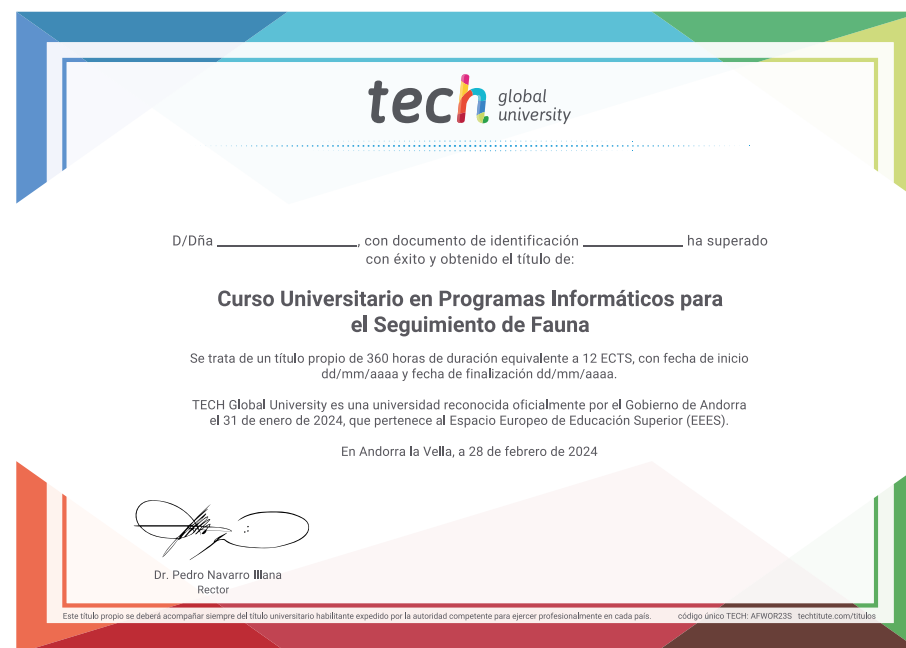 tech global
university
D/Dña ____________________, con documento de identificación ______________ ha superado
con éxito y obtenido el título de:
Curso Universitario en Programas Informáticos para
el Seguimiento de Fauna
Se trata de un título propio de 360 horas de duración equivalente a 12 ECTS, con fecha de inicio
dd/mm/aaaa y fecha de finalización dd/mm/aaaa.
TECH Global University es una universidad reconocida oficialmente por el Gobierno de Andorra
el 31 de enero de 2024, que pertenece al Espacio Europeo de Educación Superior (EEES).
En Andorra la Vella, a 28 de febrero de 2024
Dr. Pedro Navarro Illana
Rector
Este título propio se deberá acompañar siempre del título universitario habilitante expedido por la autoridad competente para ejercer profesionalmente en cada país. código único TECH: AFWOR23S techtitute.com/titulos